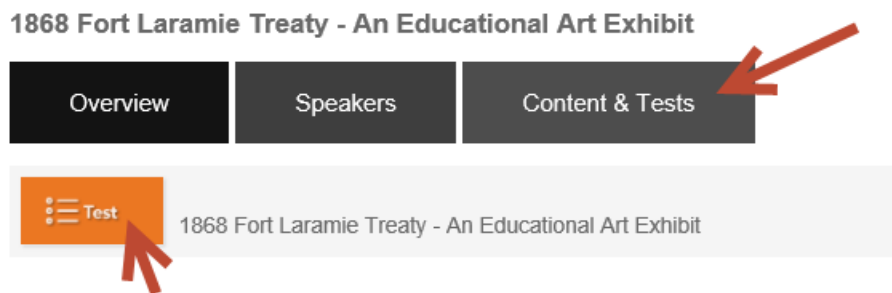 1868 Fort Laramie Treaty - An Educational Art Exhibit
Overview Speakers Content & Tests
Test
1868 Fort Laramie Treaty - An Educational Art Exhibit